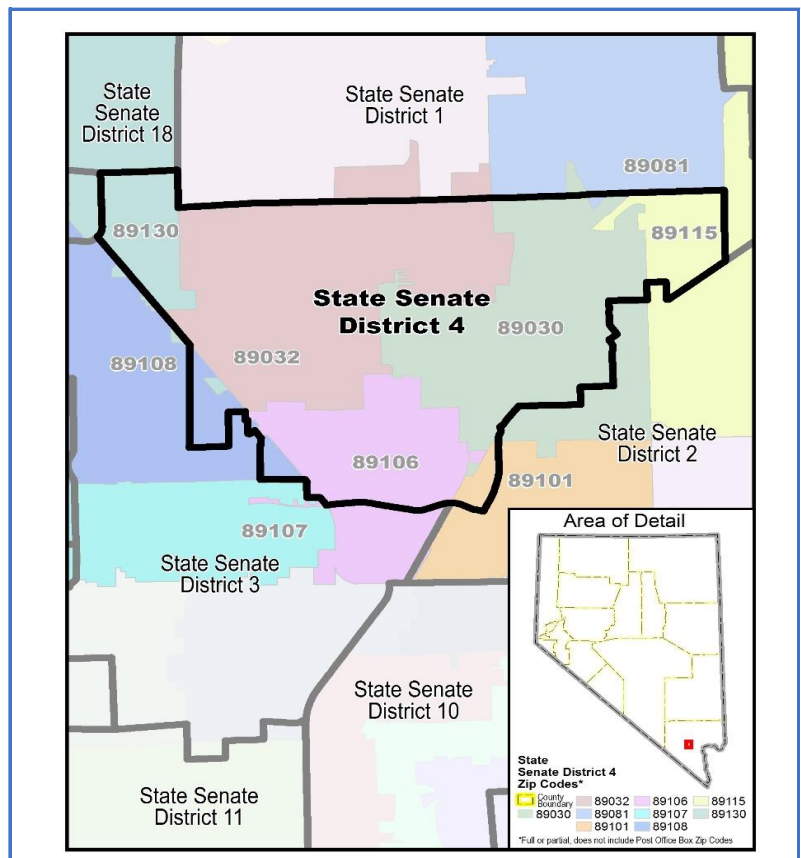 State
Senate
District 18
State Senate
District 1
89081
89130
89115
State Senate
District 4
89030
89032
89108
State Senate
District 2
89106
89101
89107
State Senate
District 3
State Senate
District 10
State Senate
District 11
Area of Detail
State
Senate District 4
Zip Codes*
County
Boundary
89030
89032
89081
89101
89106
89107
89108
89115
89130
*Full or partial, does not include Post Office Box Zip Codes